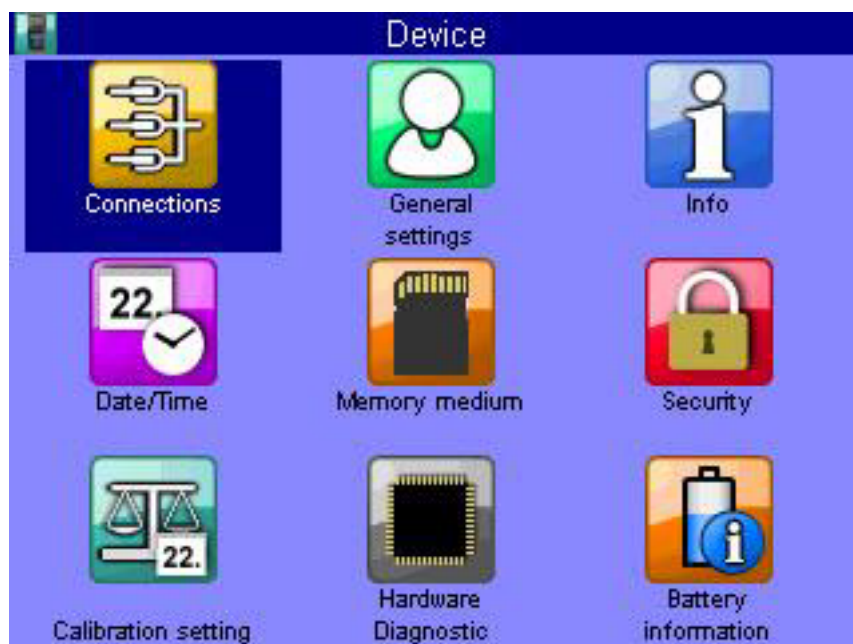 Device
Connections
General
settings
Info
22.
Date/Time
Memory medium
Security
22.
Calibration setting
Hardware
Diagnostic
Battery
information